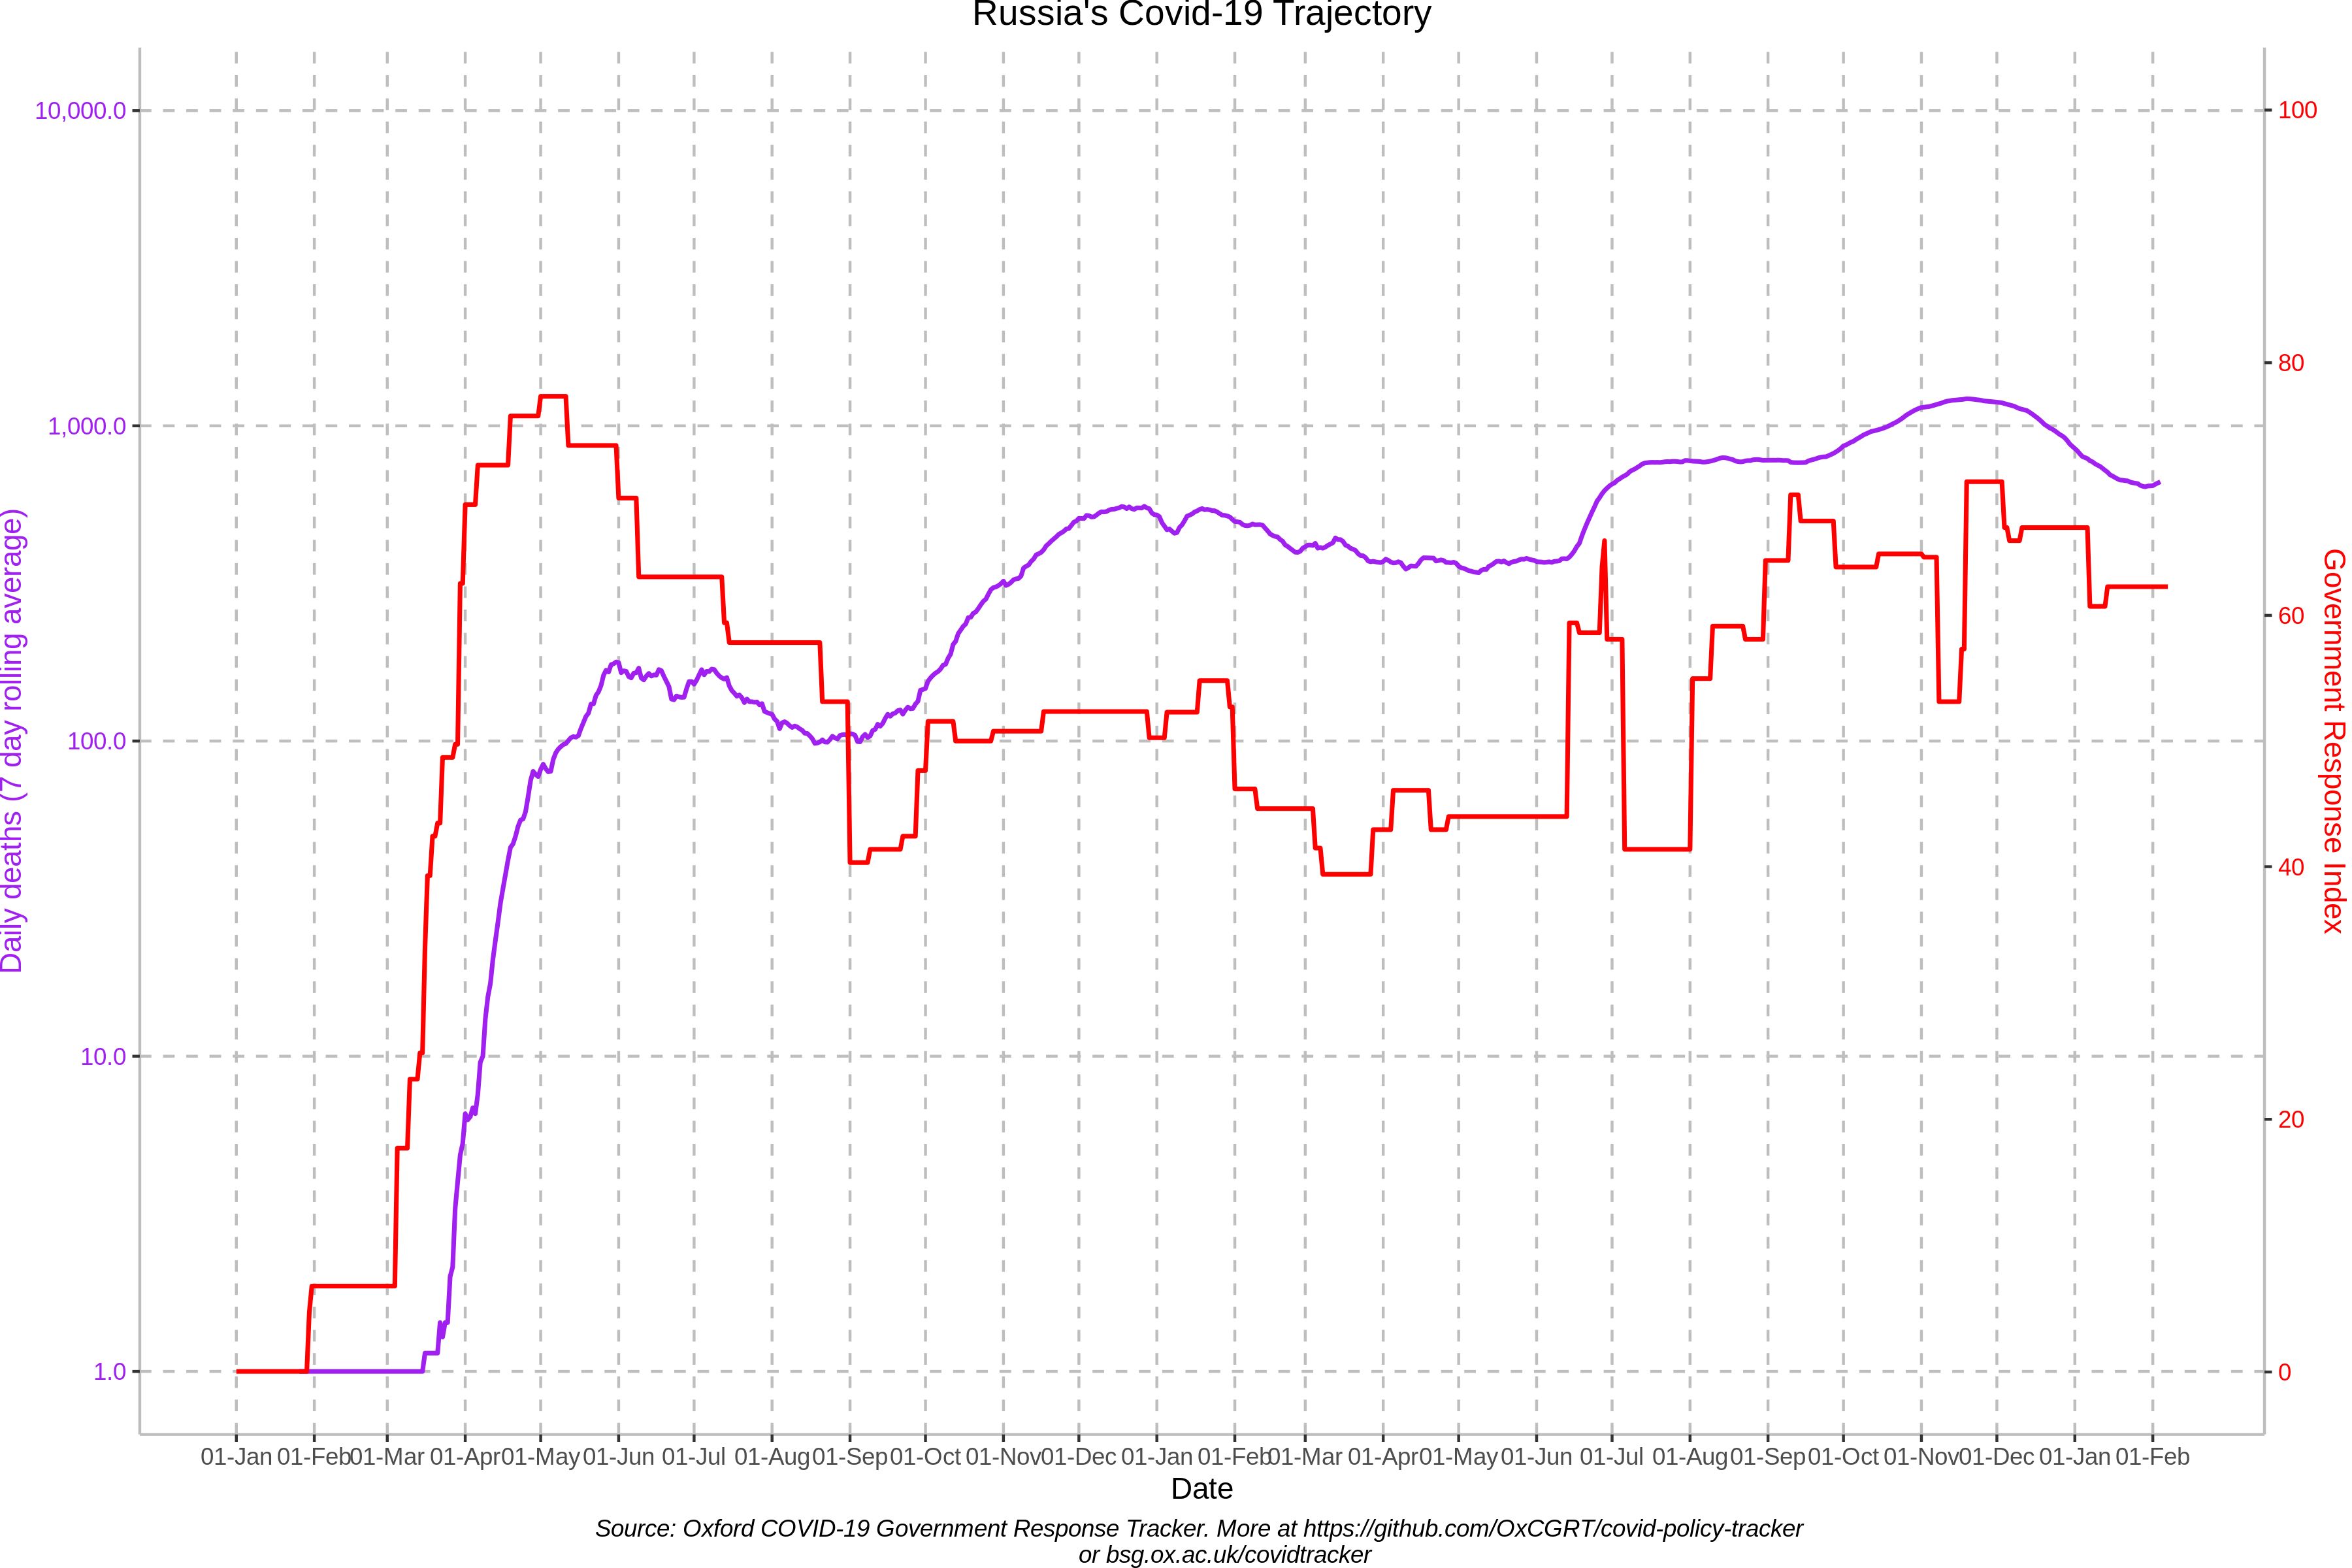 Russia's Covid-19 Trajectory
10,000.0
1,000.0
100.0
10.0
1.0
Daily deaths (7 day rolling average)
100
80
60
40
20
0
Government Response Index
01-Jan 01-Feb 01-Mar 01-Apr 01-May 01-Jun 01-Jul 01-Aug 01-Sep 01-Oct 01-Nov 01-Dec 01-Jan 01-Feb 01-Mar 01-Apr 01-May 01-Jun 01-Jul 01-Aug 01-Sep 01-Oct 01-Nov 01-Dec 01-Jan 01-Feb
Date
Source: Oxford COVID-19 Government Response Tracker. More at https://github.com/OxCGRT/covid-policy-tracker
or bsg.ox.ac.uk/covidtracker